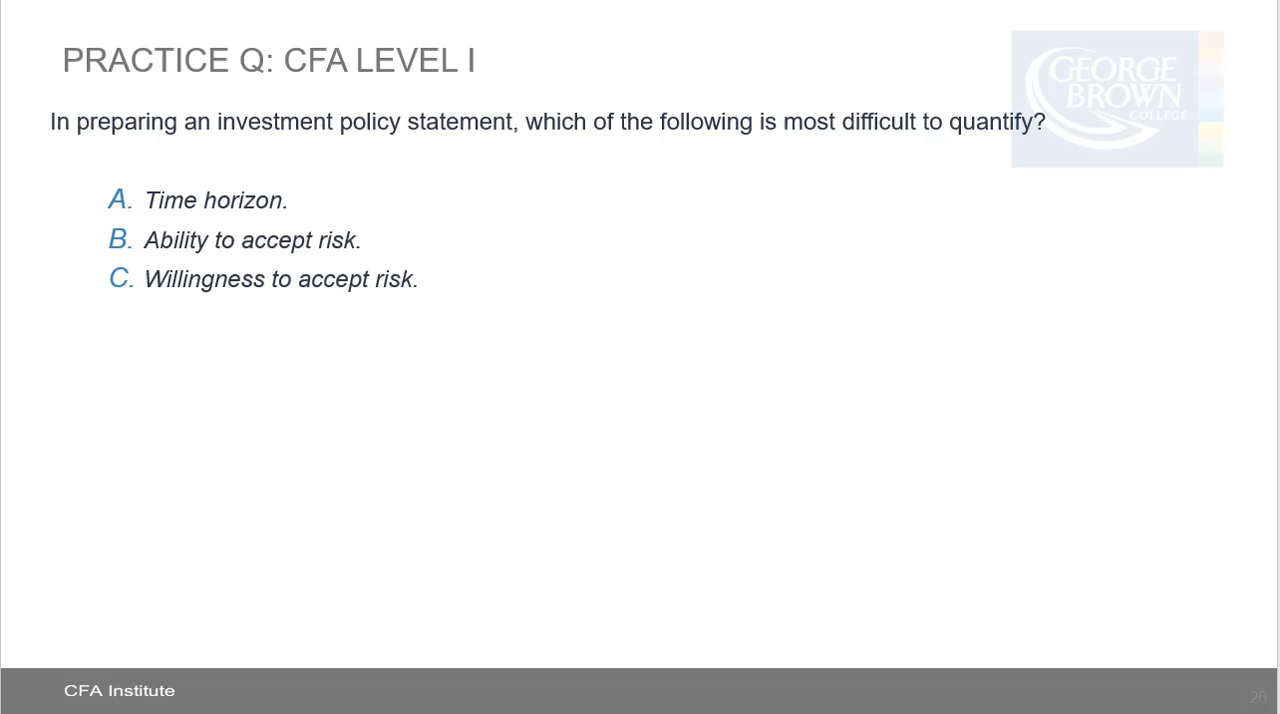 PRACTICE Q: CFA LEVEL I
GEORGE
BROWN
COLLEGE
In preparing an investment policy statement, which of the following is most difficult to quantify?
A. Time horizon.
B. Ability to accept risk.
C. Willingness to accept risk.
CFA Institute
26